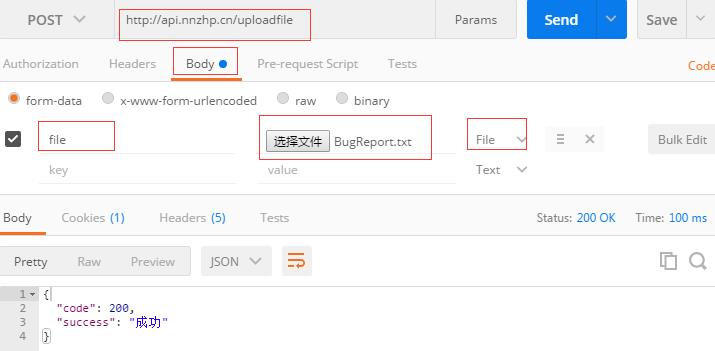 POST http://api.nnzhp.cn/uploadfile Params Send Save
Authorization Headers Body Pre-request Script Tests Code
form-data x-www-form-urlencoded raw binary
file 选择文件 BugReport.txt File Bulk Edit
key value Text
Body Cookies (1) Headers (5) Tests Status: 200 OK Time: 100 ms
Pretty Raw Preview JSON
1 {
2 "code": 200,
3 "success": "成功"
4 }